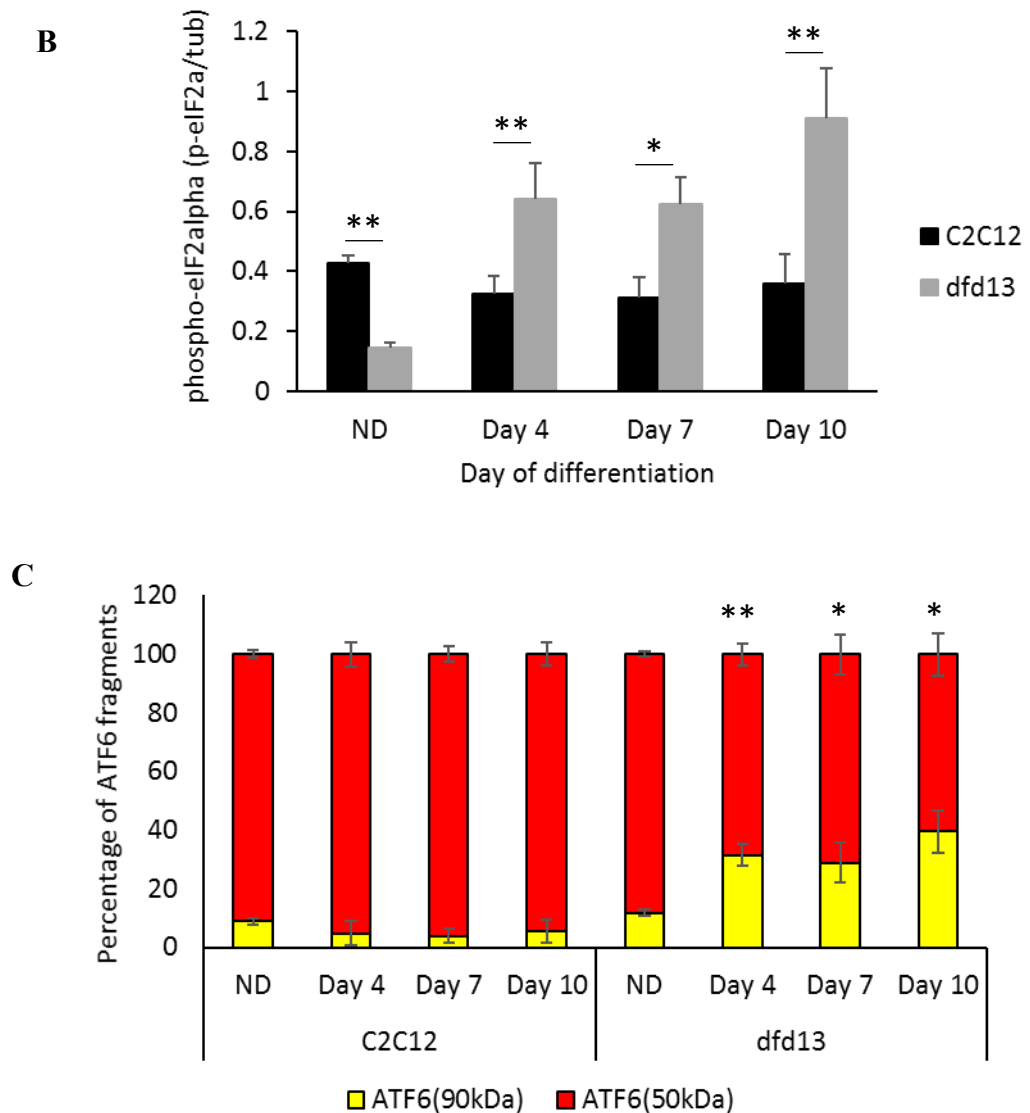 B
phospho-eIF2alpha (p-eIF2a/tub)
1.2
1
0.8
0.6
0.4
0.2
0
**
**
*
**
ND Day 4 Day 7 Day 10
Day of differentiation
C2C12
dfd13
C
Percentage of ATF6 fragments
120
100
80
60
40
20
0
** * *
ND Day 4 Day 7 Day 10 ND Day 4 Day 7 Day 10
C2C12 dfd13
ATF6(90kDa) ATF6(50kDa)